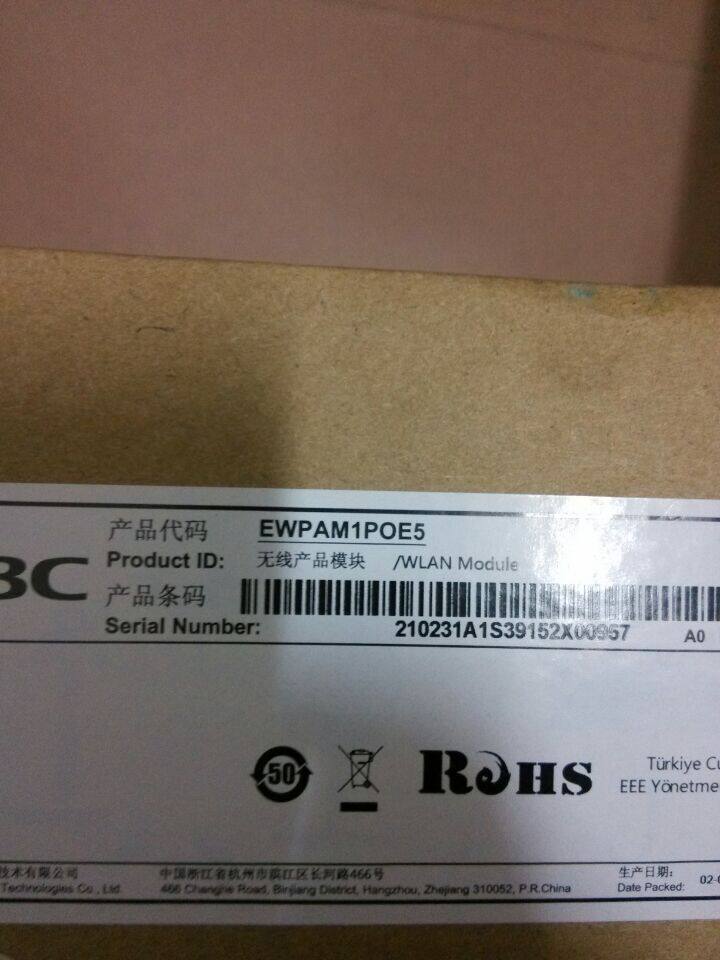 产品代码 EWPAM1POE5
Product ID: 无线产品模块 /WLAN Module
3C
产品条码
Serial Number: 210231A1S39152X00957 A0
50
RoHS
Türkiye Cu
EEE Yönetme
技术有限公司 中国浙江省杭州市滨江区长河路466号 生产日期:
Technologies Co., Ltd. 466 Changhe Road, Binjiang District, Hangzhou, Zhejiang 310052, P.R.China Date Packed: 02-0